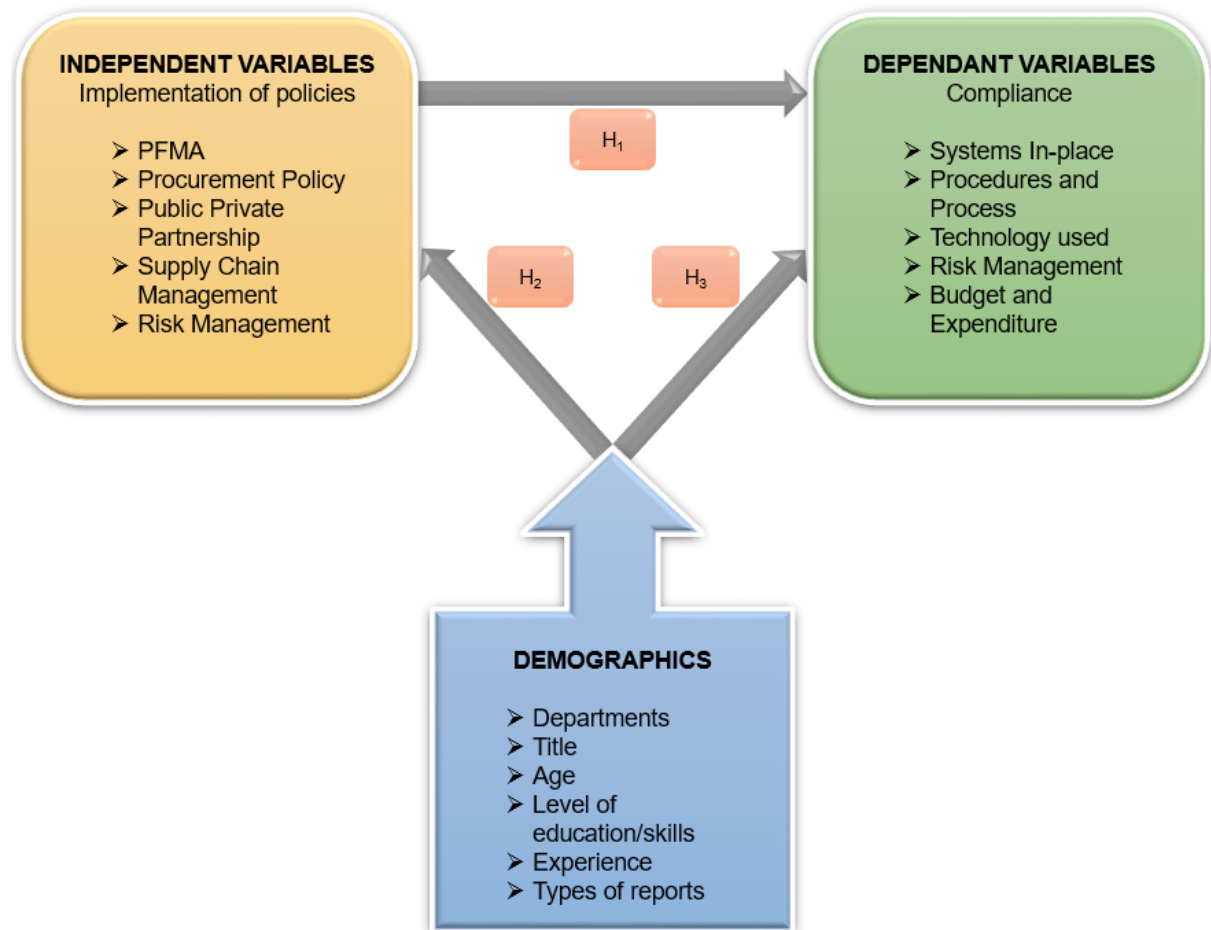 INDEPENDENT VARIABLES
Implementation of policies
➢ PFMA
➢ Procurement Policy
➢ Public Private
Partnership
➢ Supply Chain
Management
➢ Risk Management
H₁
H₂
H₃
DEPENDANT VARIABLES
Compliance
➢ Systems In-place
➢ Procedures and
Process
➢ Technology used
➢ Risk Management
➢ Budget and
Expenditure
DEMOGRAPHICS
➢ Departments
➢ Title
➢ Age
➢ Level of
education/skills
➢ Experience
➢ Types of reports